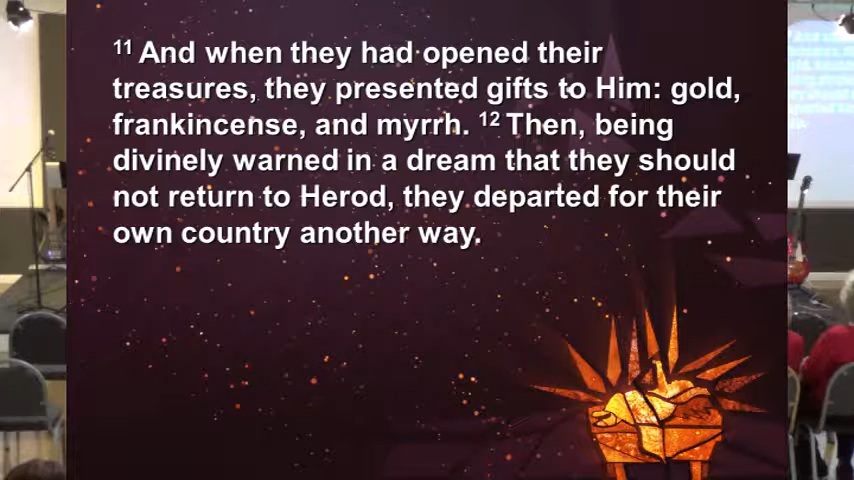 11 And when they had opened their
treasures, they presented gifts to Him: gold,
frankincense, and myrrh. 12 Then, being
divinely warned in a dream that they should
not return to Herod, they departed for their
own country another way.